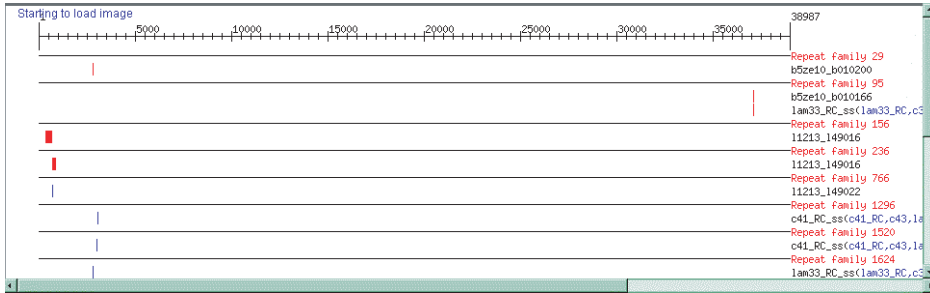 Starting to load image
1 38987
5000 10000 15000 20000 25000 30000 35000
Repeat family 29
b5ze10_b010200
Repeat family 95
b5ze10_b010166
lam33_RC_ss(lam33_RC,c3
Repeat family 156
l1213_l49016
Repeat family 236
l1213_l49016
Repeat family 766
l1213_l49022
Repeat family 1296
c41_RC_ss(c41_RC,c43,la
Repeat family 1520
c41_RC_ss(c41_RC,c43,la
Repeat family 1624
lam33_RC_ss(lam33_RC,c3